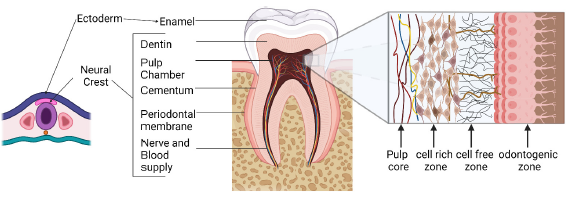 Ectoderm
Enamel
Neural
Crest
Dentin
Pulp
Chamber
Cementum
Periodontal
membrane
Nerve and
Blood
supply
Pulp
core
cell rich
zone
cell free
zone
odontogenic
zone